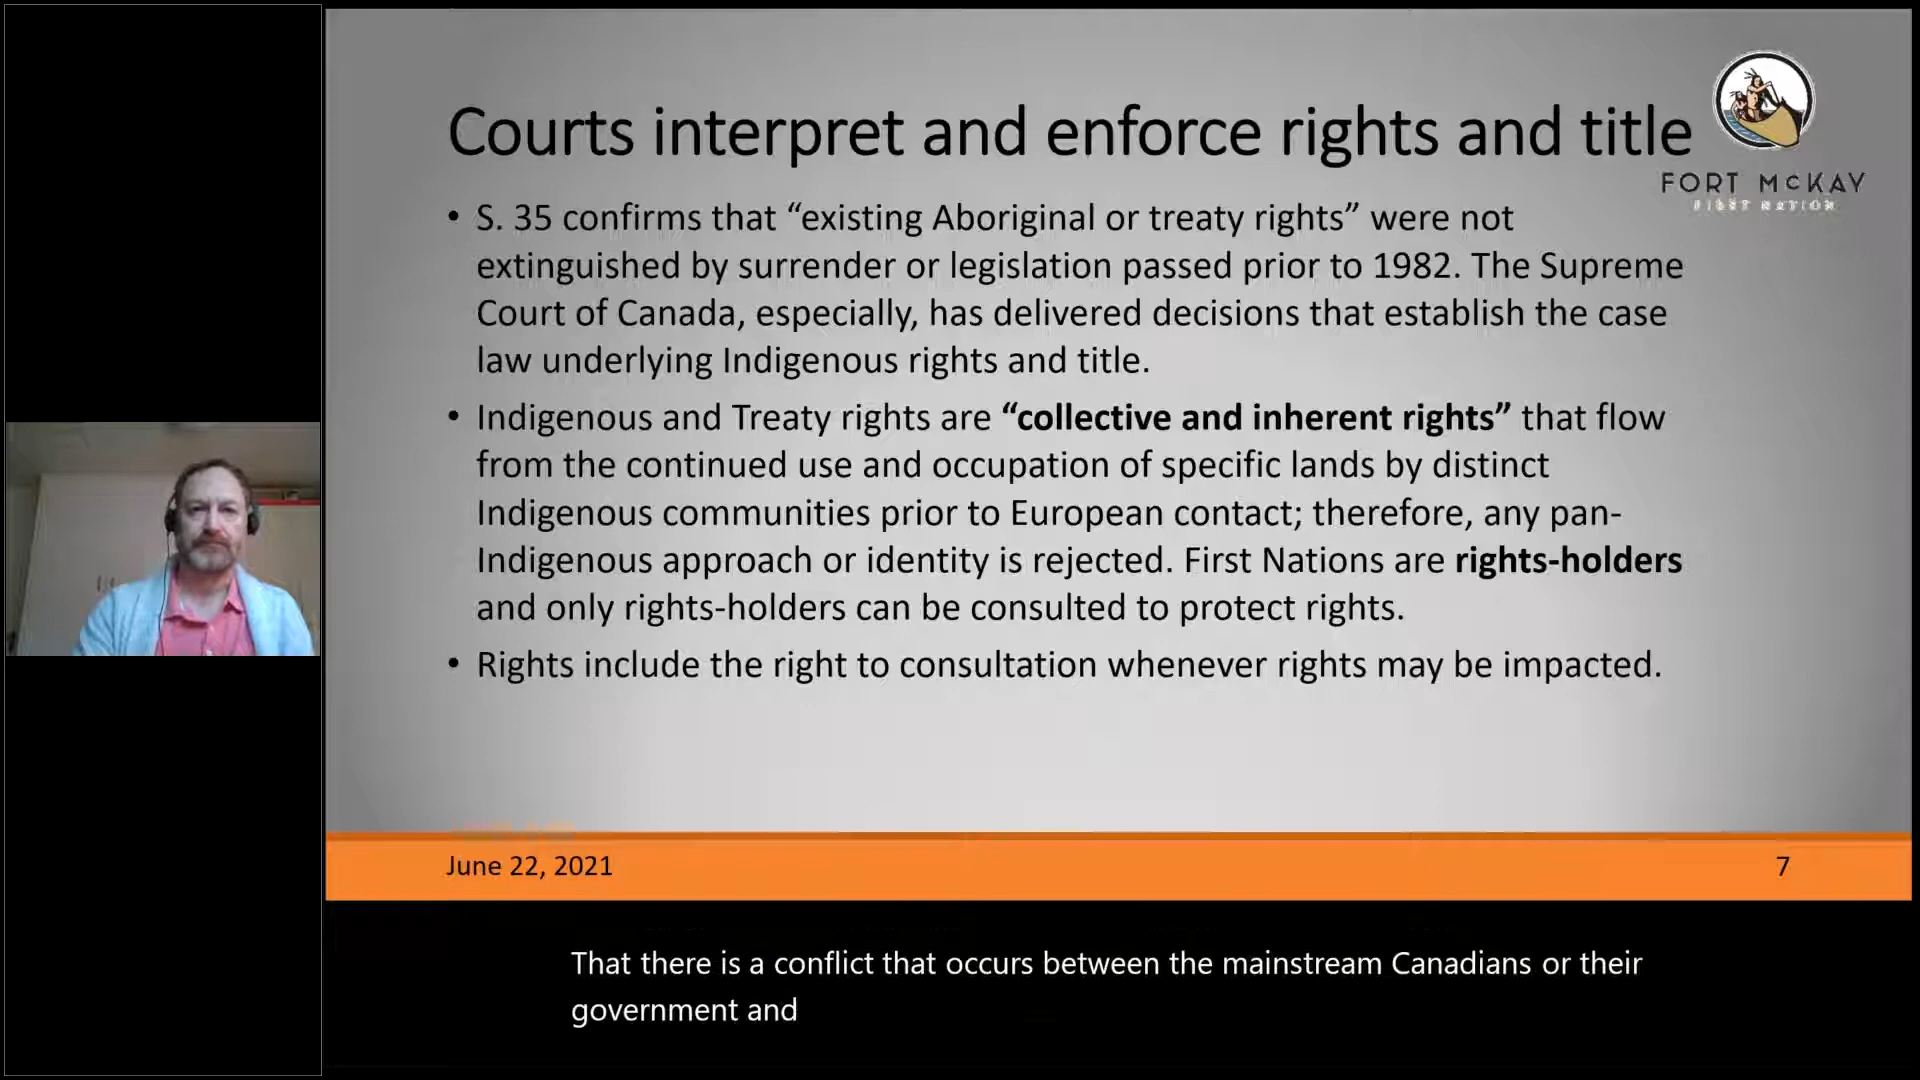 Courts interpret and enforce rights and title
FORT McKAY
FIRST NATION
• S. 35 confirms that “existing Aboriginal or treaty rights” were not
extinguished by surrender or legislation passed prior to 1982. The Supreme
Court of Canada, especially, has delivered decisions that establish the case
law underlying Indigenous rights and title.
• Indigenous and Treaty rights are “collective and inherent rights” that flow
from the continued use and occupation of specific lands by distinct
Indigenous communities prior to European contact; therefore, any pan-
Indigenous approach or identity is rejected. First Nations are rights-holders
and only rights-holders can be consulted to protect rights.
• Rights include the right to consultation whenever rights may be impacted.
June 22, 2021
7
That there is a conflict that occurs between the mainstream Canadians or their
government and